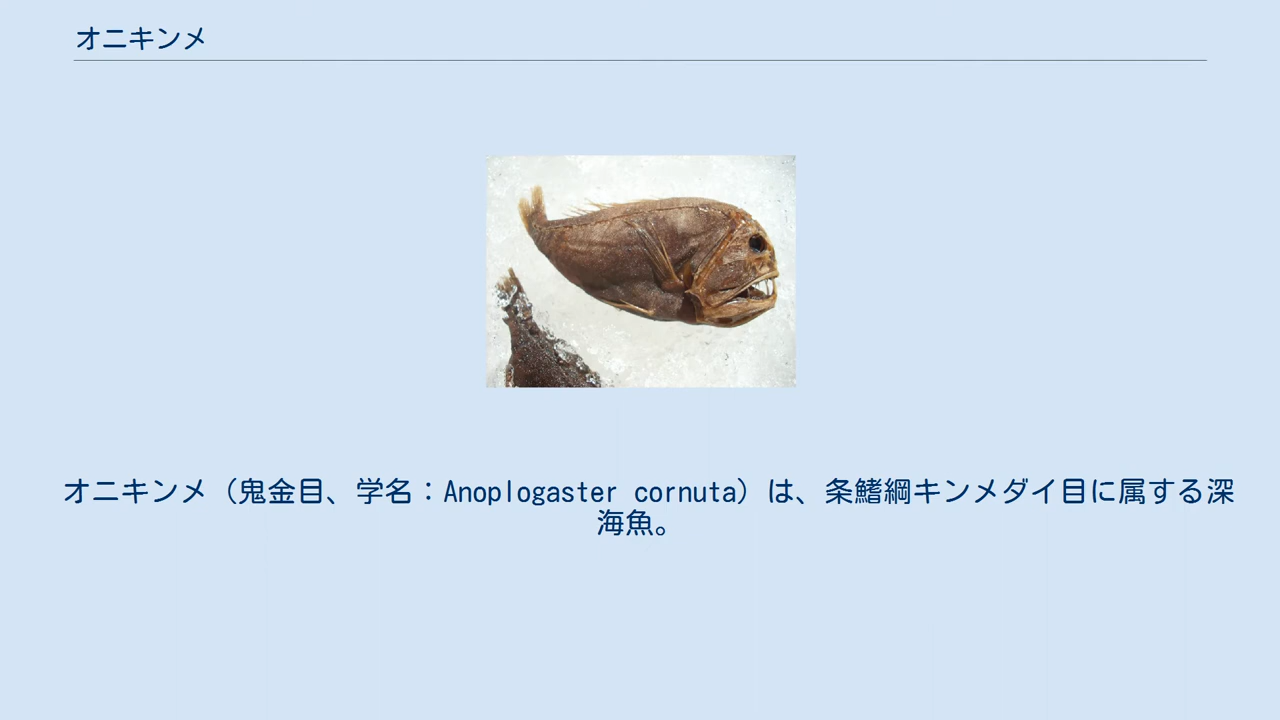 オニキンメ
オニキンメ（鬼金目、学名：Anoplogaster cornuta）は、条鰭綱キンメダイ目に属する深
海魚。